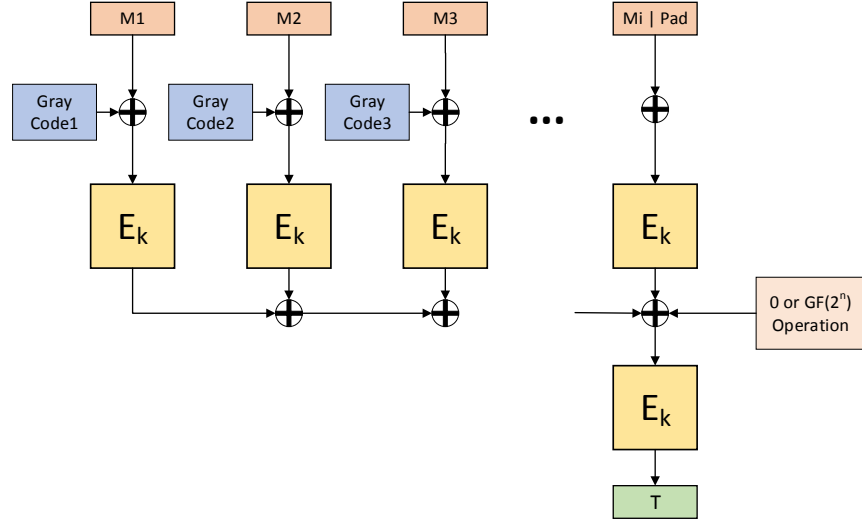 M1
M2
M3
Mi | Pad
Gray
Code1
Gray
Code2
Gray
Code3
...
Ek
Ek
Ek
Ek
0 or GF(2ⁿ)
Operation
Ek
T